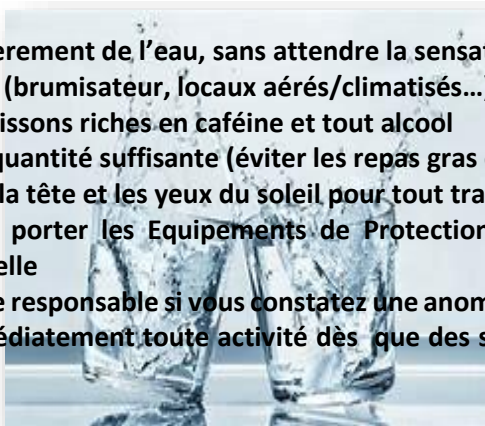 erement de l'eau, sans attendre la sensat
(brumisateur, locaux aérés/climatisés…)
issons riches en caféine et tout alcool
quantité suffisante (éviter les repas gras
la tête et les yeux du soleil pour tout tra
porter les Equipements de Protection
elle
e responsable si vous constatez une anom
édiatement toute activité dès que des s